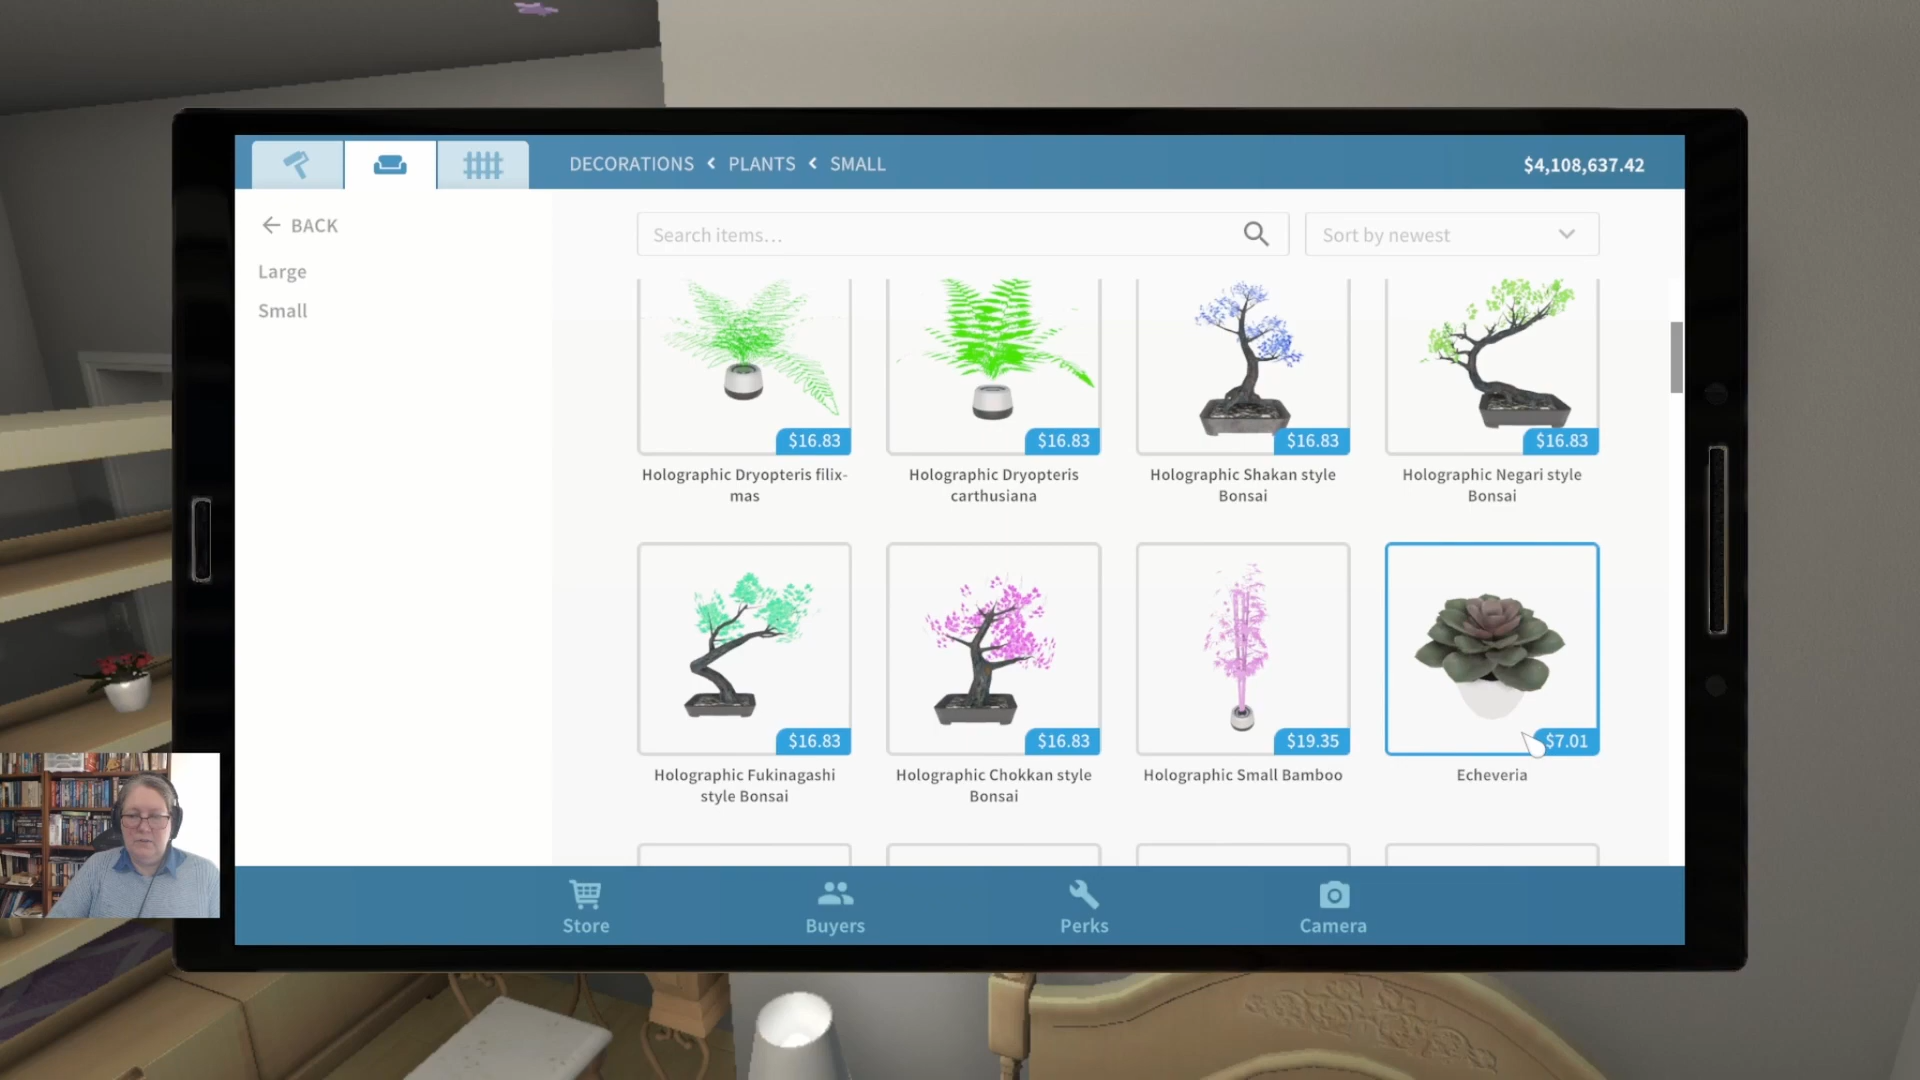 DECORATIONS < PLANTS < SMALL
$4,108,637.42
BACK
Large
Small
Search items...
Sort by newest
$16.83
$16.83
$16.83
$16.83
Holographic Dryopteris filix-
mas
Holographic Dryopteris
carthusiana
Holographic Shakan style
Bonsai
Holographic Negari style
Bonsai
$16.83
$16.83
$19.35
$7.01
Holographic Fukinagashi
style Bonsai
Holographic Chokkan style
Bonsai
Holographic Small Bamboo
Echeveria
Store
Buyers
Perks
Camera